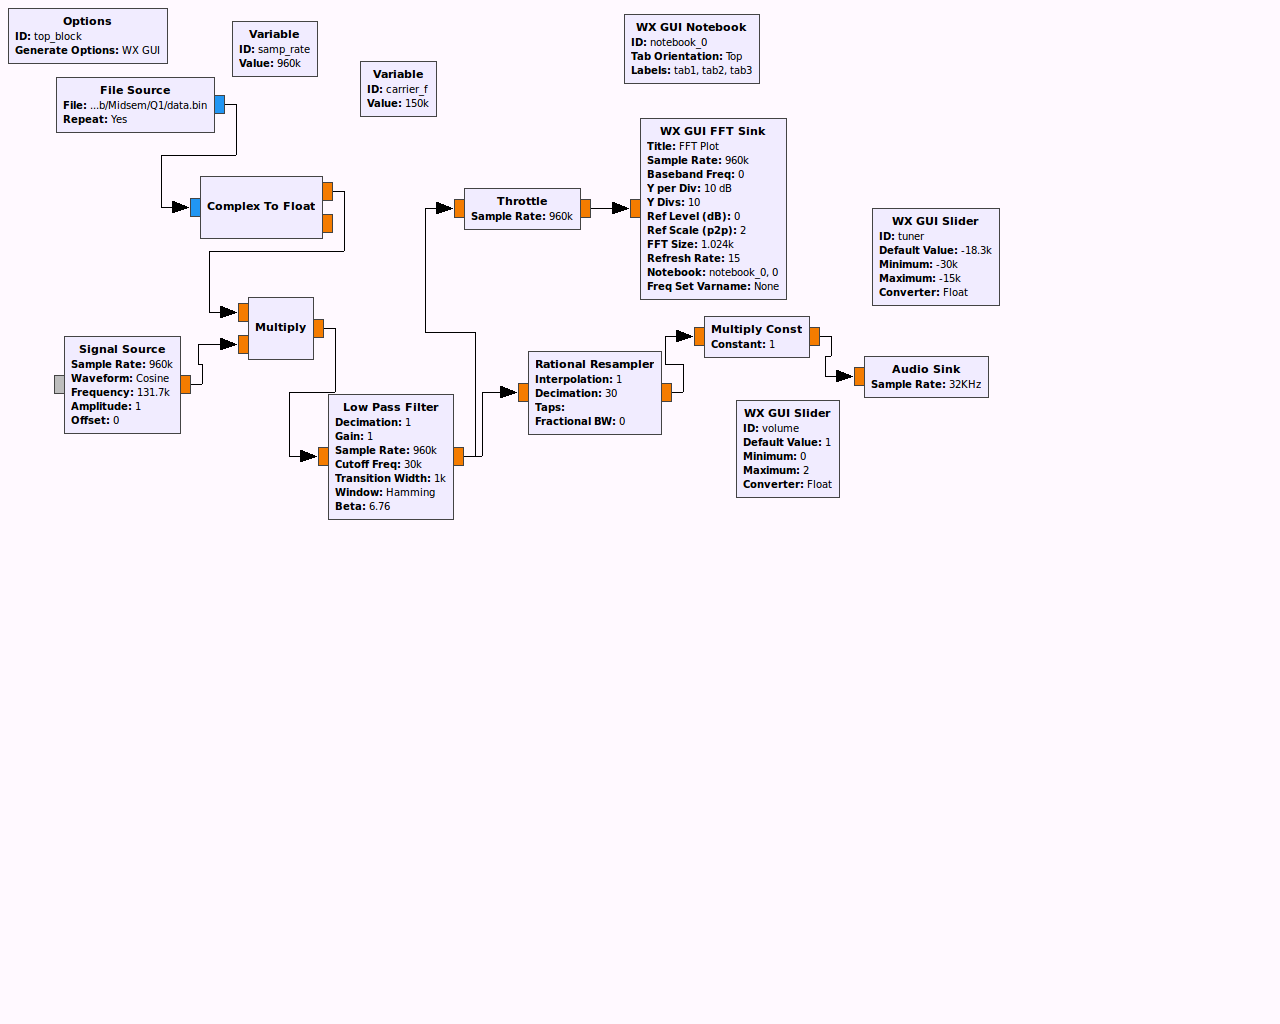 Options
ID: top_block
Generate Options: WX GUI
Variable
ID: samp_rate
Value: 960k
Variable
ID: carrier_f
Value: 150k
WX GUI Notebook
ID: notebook_0
Tab Orientation: Top
Labels: tab1, tab2, tab3
File Source
File: ...b/Midsem/Q1/data.bin
Repeat: Yes
Complex To Float
Throttle
Sample Rate: 960k
WX GUI FFT Sink
Title: FFT Plot
Sample Rate: 960k
Baseband Freq: 0
Y per Div: 10 dB
Y Divs: 10
Ref Level (dB): 0
Ref Scale (p2p): 2
FFT Size: 1.024k
Refresh Rate: 15
Notebook: notebook_0, 0
Freq Set Varname: None
WX GUI Slider
ID: tuner
Default Value: -18.3k
Minimum: -30k
Maximum: -15k
Converter: Float
Multiply
Signal Source
Sample Rate: 960k
Waveform: Cosine
Frequency: 131.7k
Amplitude: 1
Offset: 0
Low Pass Filter
Decimation: 1
Gain: 1
Sample Rate: 960k
Cutoff Freq: 30k
Transition Width: 1k
Window: Hamming
Beta: 6.76
Rational Resampler
Interpolation: 1
Decimation: 30
Taps:
Fractional BW: 0
Multiply Const
Constant: 1
Audio Sink
Sample Rate: 32KHz
WX GUI Slider
ID: volume
Default Value: 1
Minimum: 0
Maximum: 2
Converter: Float